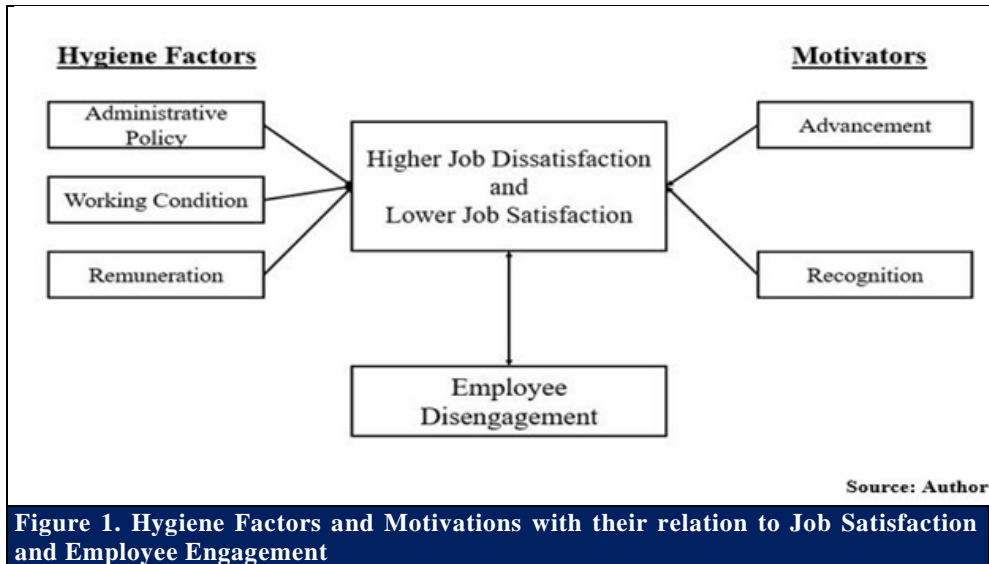 Hygiene Factors
Motivators
Administrative
Policy
Working Condition
Remuneration
Higher Job Dissatisfaction
and
Lower Job Satisfaction
Advancement
Recognition
Employee
Disengagement
Source: Author
Figure 1. Hygiene Factors and Motivations with their relation to Job Satisfaction
and Employee Engagement